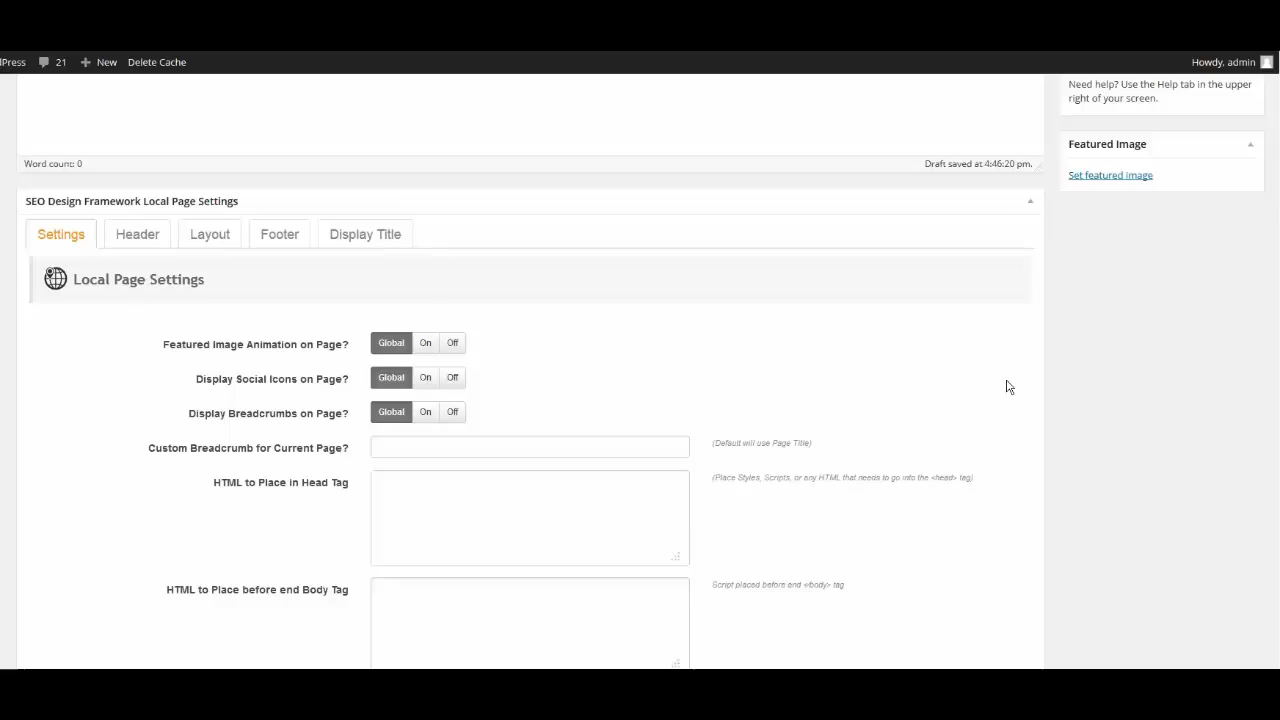 dPress 21 New Delete Cache Howdy, admin
Need help? Use the Help tab in the upper
right of your screen.
Featured Image
Set featured image
Word count: 0 Draft saved at 4:46:20 pm.
SEO Design Framework Local Page Settings
Settings Header Layout Footer Display Title
Local Page Settings
Featured Image Animation on Page? Global On Off
Display Social Icons on Page? Global On Off
Display Breadcrumbs on Page? Global On Off
Custom Breadcrumb for Current Page? (Default will use Page Title)
HTML to Place in Head Tag (Place Styles, Scripts, or any HTML that needs to go into the <head> tag)
HTML to Place before end Body Tag Script placed before end </body> tag